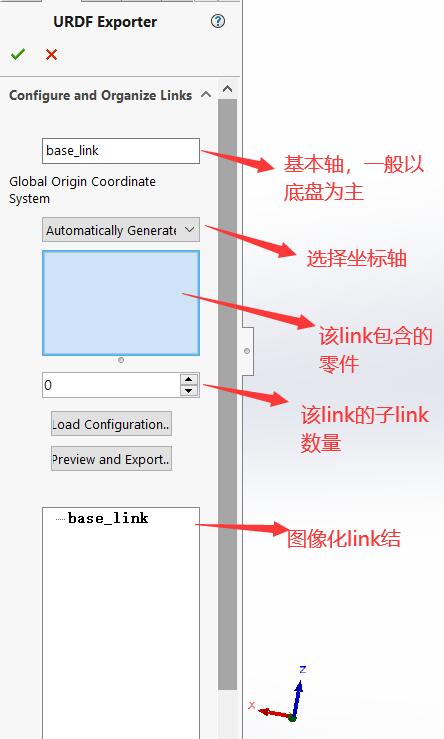 URDF Exporter
Configure and Organize Links
base_link
基本轴，一般以
底盘为主
Global Origin Coordinate
System
Automatically Generate
选择坐标轴
该link包含的
零件
0
该link的子link
数量
Load Configuration..
Preview and Export..
base_link
图像化link结
z
x